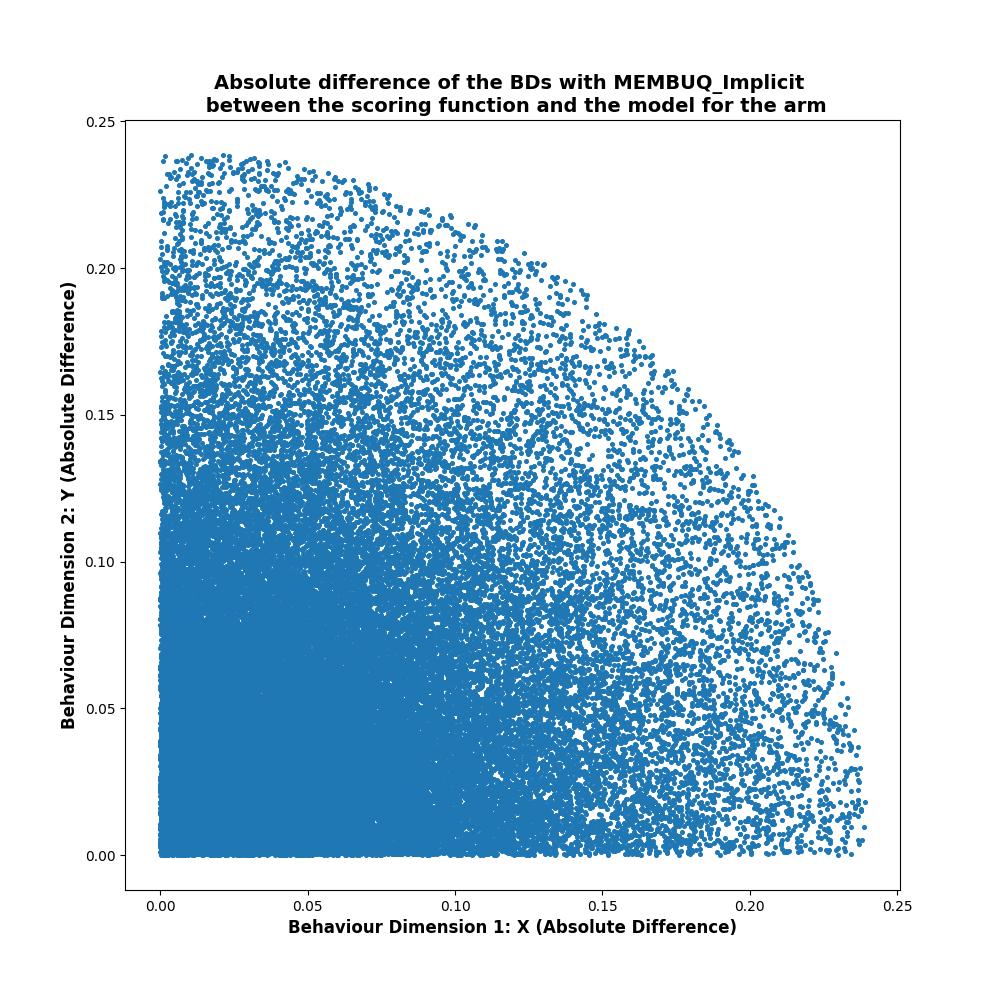 Absolute difference of the BDs with MEMBUQ_Implicit
between the scoring function and the model for the arm
0.25
0.20
0.15
0.10
0.05
0.00
Behaviour Dimension 2: Y (Absolute Difference)
0.00 0.05 0.10 0.15 0.20 0.25
Behaviour Dimension 1: X (Absolute Difference)